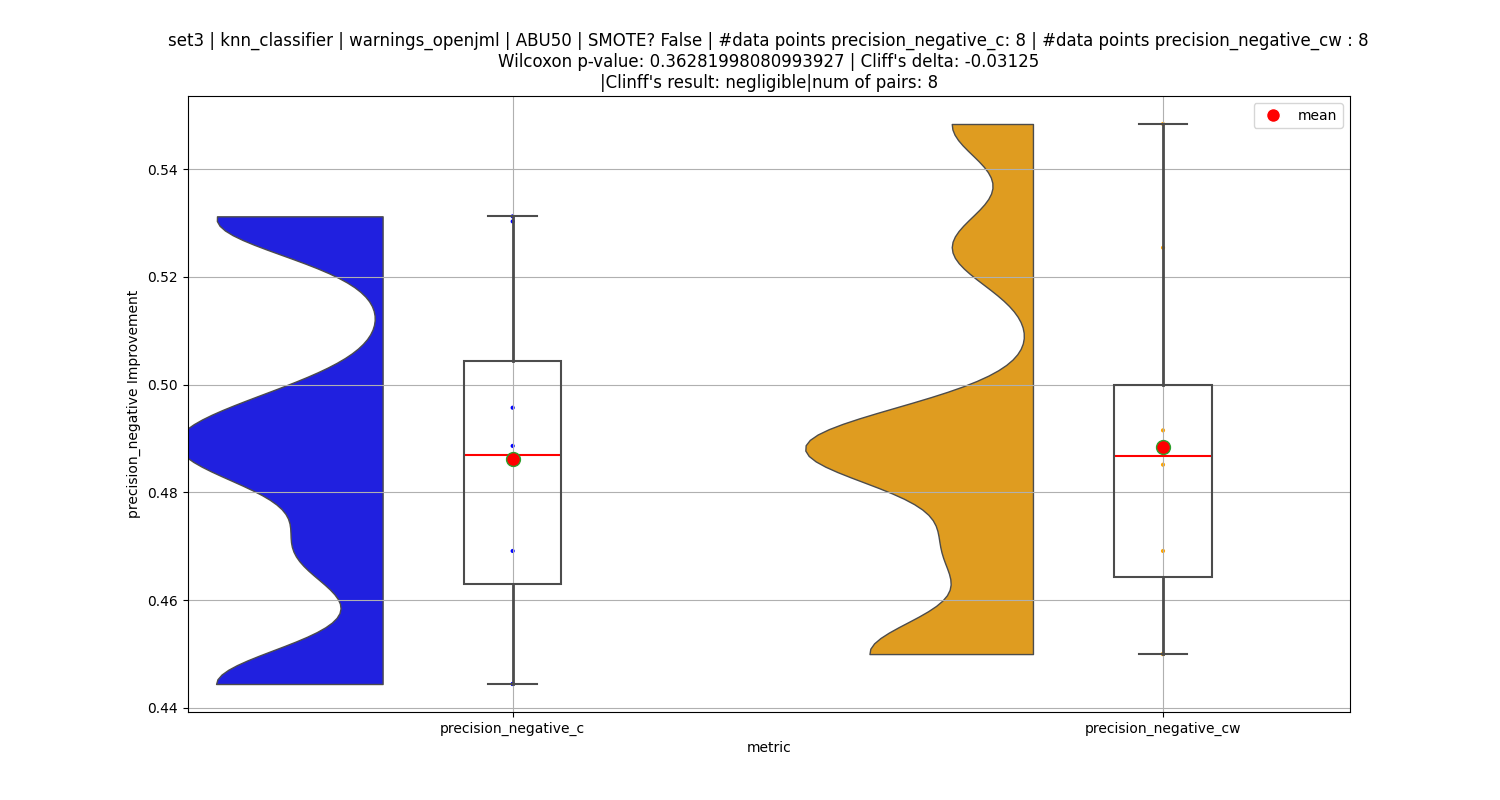 set3 | knn_classifier | warnings_openjml | ABU50 | SMOTE? False | #data points precision_negative_c: 8 | #data points precision_negative_cw : 8
Wilcoxon p-value: 0.36281998080993927 | Cliff's delta: -0.03125
|Clinff's result: negligible|num of pairs: 8
mean
0.54
0.52
0.50
0.48
0.46
0.44
precision_negative Improvement
precision_negative_c
precision_negative_cw
metric